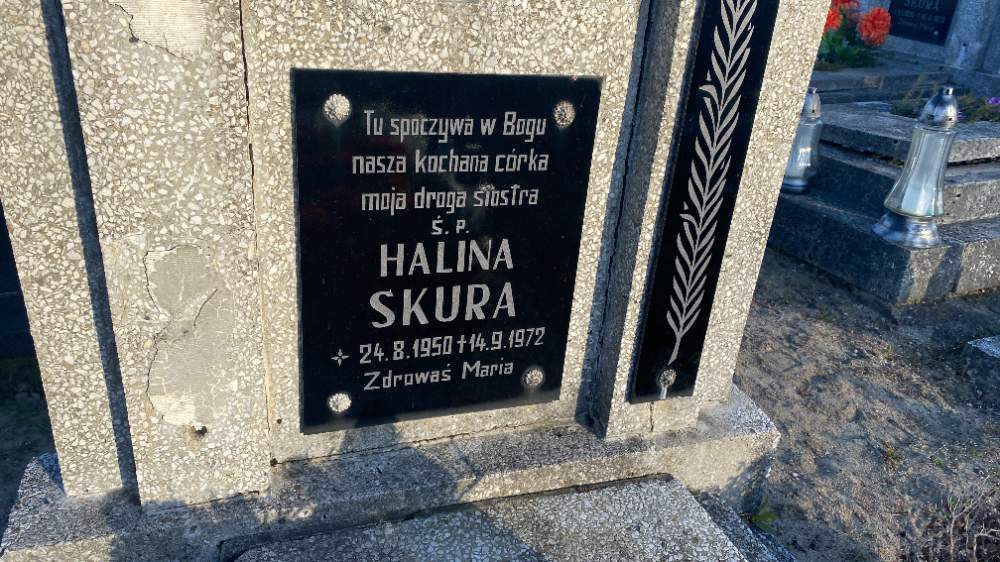 Tu spoczywa w Bogu
nasza kochana córka
moja droga siostra
Ś. P.
HALINA
SKURA
24.8.1950 † 14.9.1972
Zdrowaś Maria
SKURA